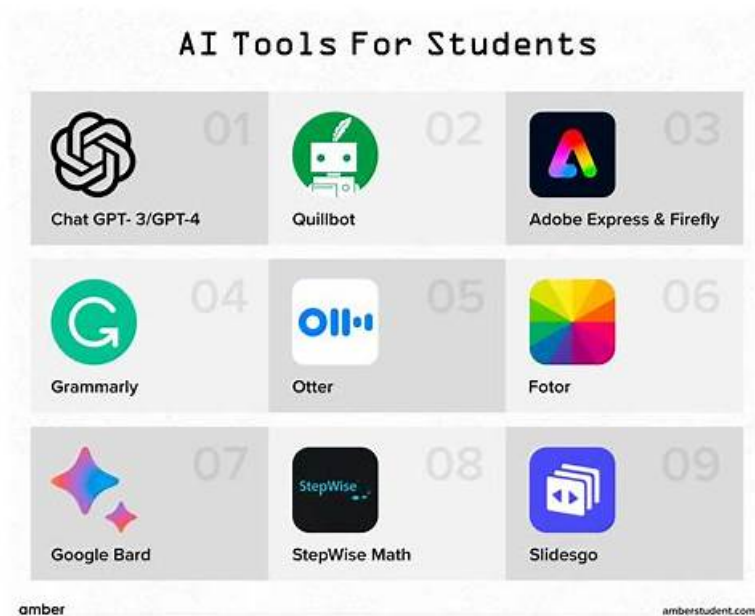 AI Tools For Students
01
02
03
Chat GPT- 3/GPT-4
Quillbot
Adobe Express & Firefly
04
05
06
Grammarly
Otter
Fotor
07
08
09
StepWise
Google Bard
StepWise Math
Slidesgo
amber
amberstudent.com